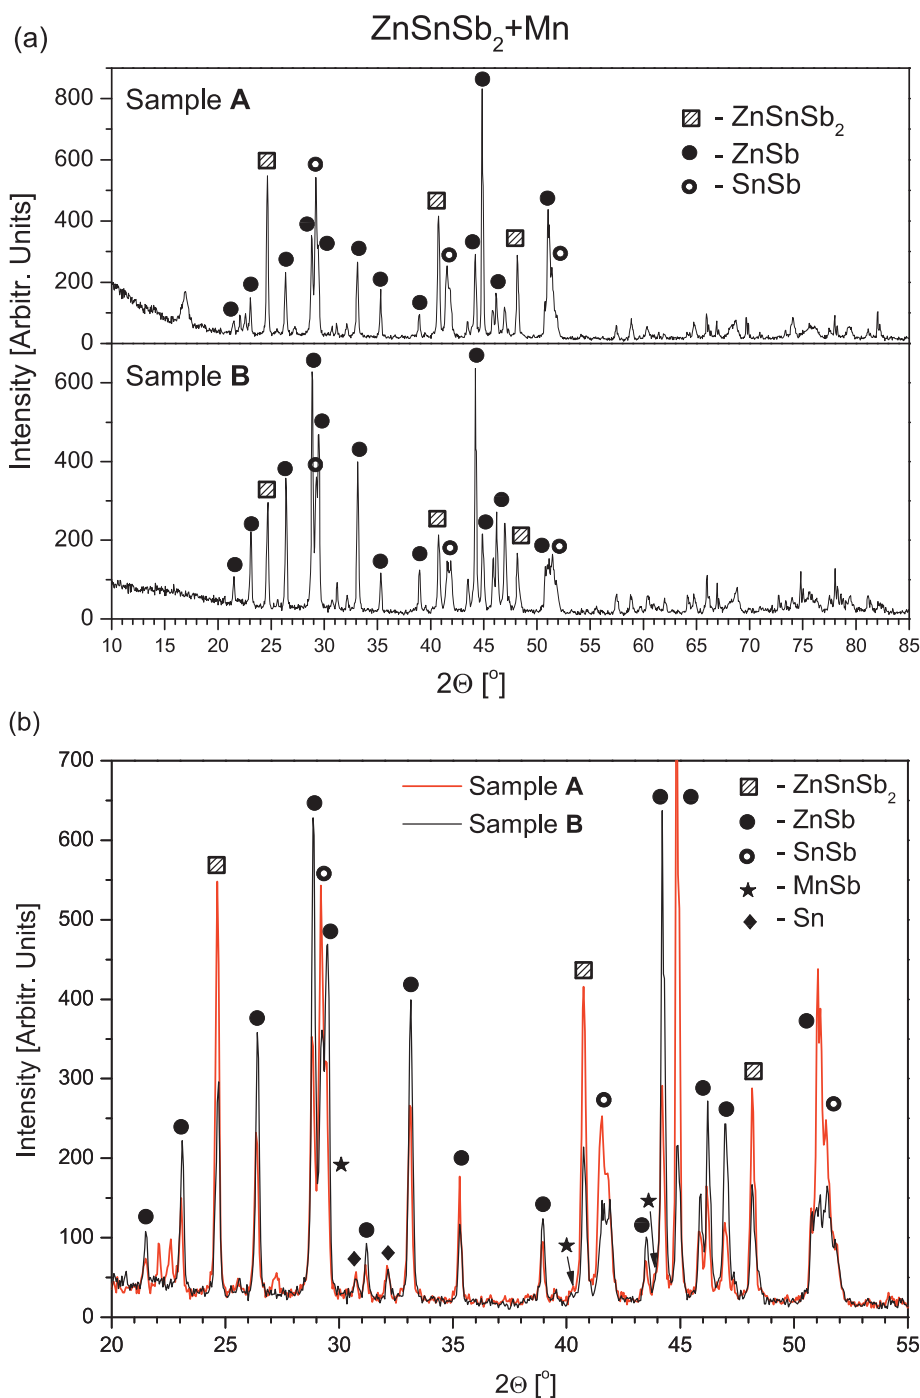 (a)
ZnSnSb₂+Mn
Sample A
- ZnSnSb₂
- ZnSb
- SnSb
800
600
400
200
0
Sample B
600
400
200
0
Intensity [Arbitr. Units]
10 15 20 25 30 35 40 45 50 55 60 65 70 75 80 85
2Θ [°]
(b)
700
600
500
400
300
200
100
0
Intensity [Arbitr. Units]
Sample A
Sample B
- ZnSnSb₂
- ZnSb
- SnSb
- MnSb
- Sn
20 25 30 35 40 45 50 55
2Θ [°]